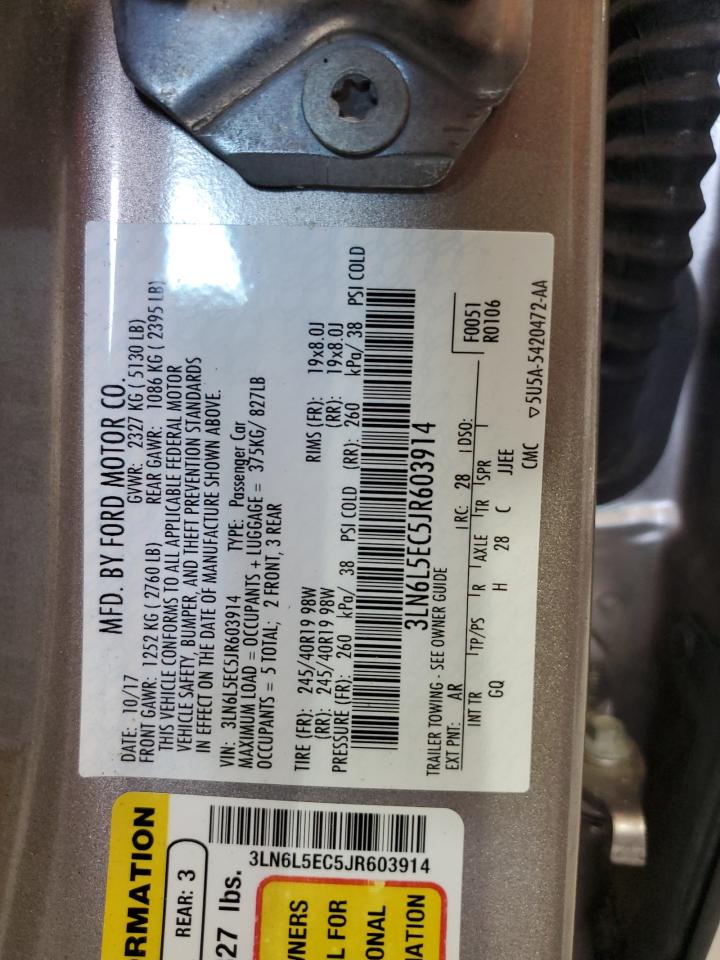 MFD. BY FORD MOTOR CO.
DATE: 10/17 GVWR: 2327 KG ( 5130 LB)
FRONT GAWR: 1252 KG ( 2760 LB) REAR GAWR: 1086 KG ( 2395 LB)
THIS VEHICLE CONFORMS TO ALL APPLICABLE FEDERAL MOTOR
VEHICLE SAFETY, BUMPER, AND THEFT PREVENTION STANDARDS
IN EFFECT ON THE DATE OF MANUFACTURE SHOWN ABOVE.
VIN: 3LN6L5EC5JR603914 TYPE: Passenger Car
MAXIMUM LOAD = OCCUPANTS + LUGGAGE = 375KG/ 827LB
OCCUPANTS = 5 TOTAL; 2 FRONT, 3 REAR
TIRE (FR): 245/40R19 98W RIMS (FR): 19x8.0J
(RR): 245/40R19 98W (RR): 19x8.0J
PRESSURE (FR): 260 kPa/ 38 PSI COLD (RR): 260 kPa/ 38 PSI COLD
3LN6L5EC5JR603914
TRAILER TOWING - SEE OWNER GUIDE
EXT PNT: AR RC: 28 DSO: F0051
INT TR TP/PS R AXLE TR SPR R0106
GQ H 28 C JJEE
CMC ▽5U5A-5420472-AA
RMATION
REAR: 3
27 lbs.
3LN6L5EC5JR603914
VNERS
L FOR
ONAL
ATION